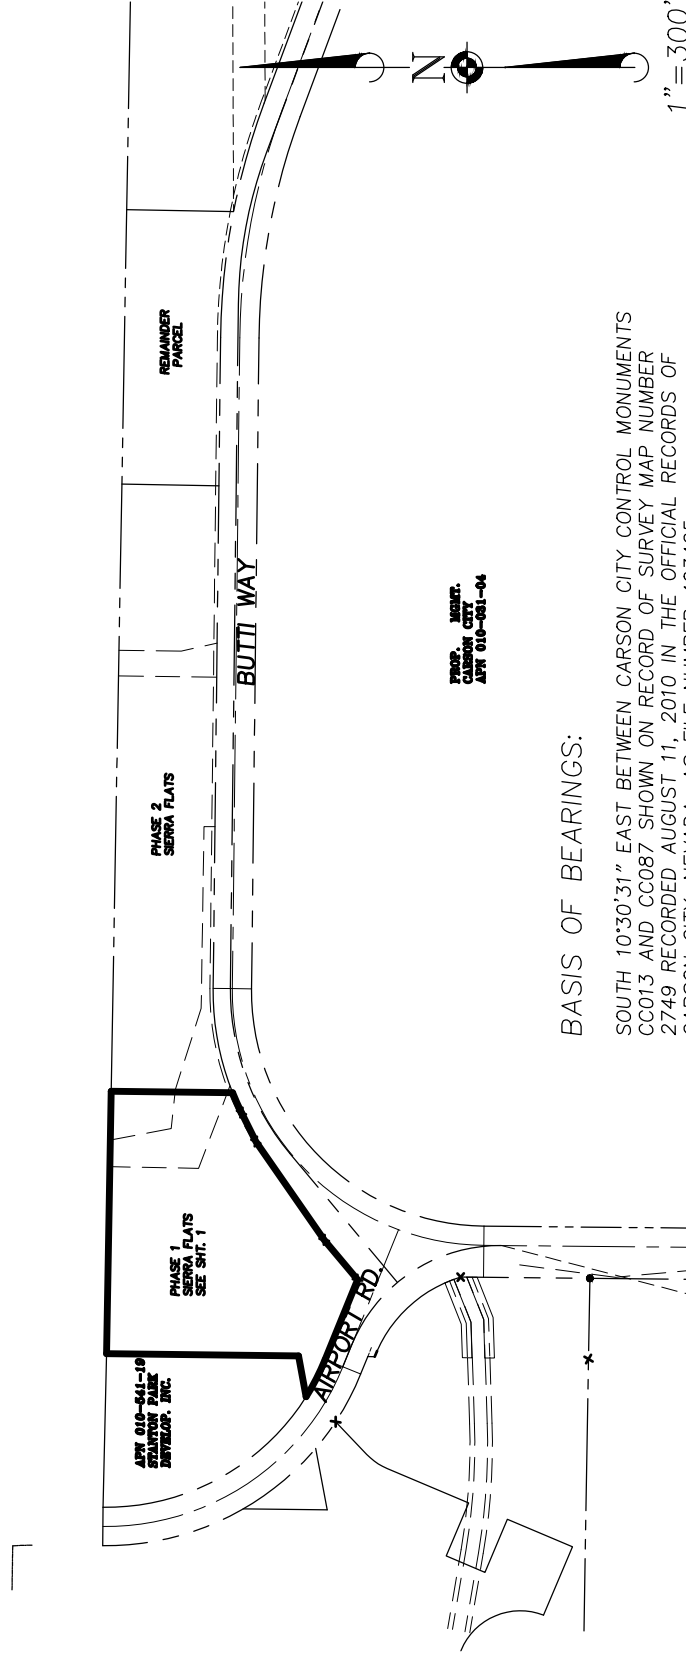 APN 010-541-19
STANTON PARK
DEVELOP. INC.
PHASE 1
SIERRA FLATS
SEE SHT. 1
AIRPORT RD.
PHASE 2
SIERRA FLATS
BUTTI WAY
REMAINDER
PARCEL
PROP. MGMT.
CARSON CITY
APN 010-031-04
N
1"=300'
BASIS OF BEARINGS:
SOUTH 10°30'31" EAST BETWEEN CARSON CITY CONTROL MONUMENTS
CC013 AND CC087 SHOWN ON RECORD OF SURVEY MAP NUMBER
2749 RECORDED AUGUST 11, 2010 IN THE OFFICIAL RECORDS OF